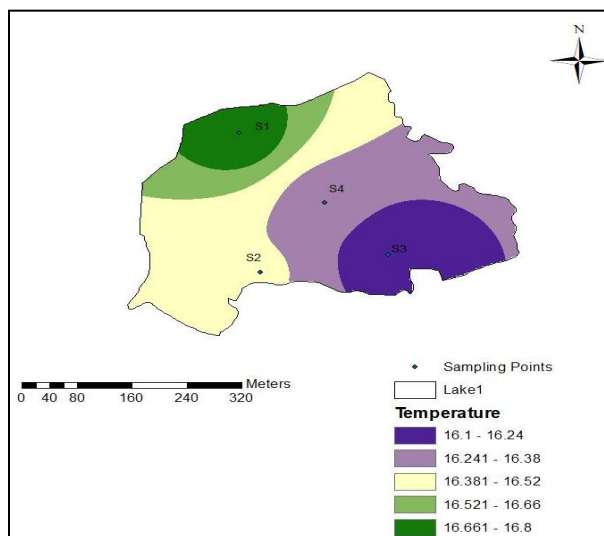 N
S1
S4
S3
S2
Sampling Points
Meters
Lake1
0 40 80 160 240 320
Temperature
16.1 - 16.24
16.241 - 16.38
16.381 - 16.52
16.521 - 16.66
16.661 - 16.8